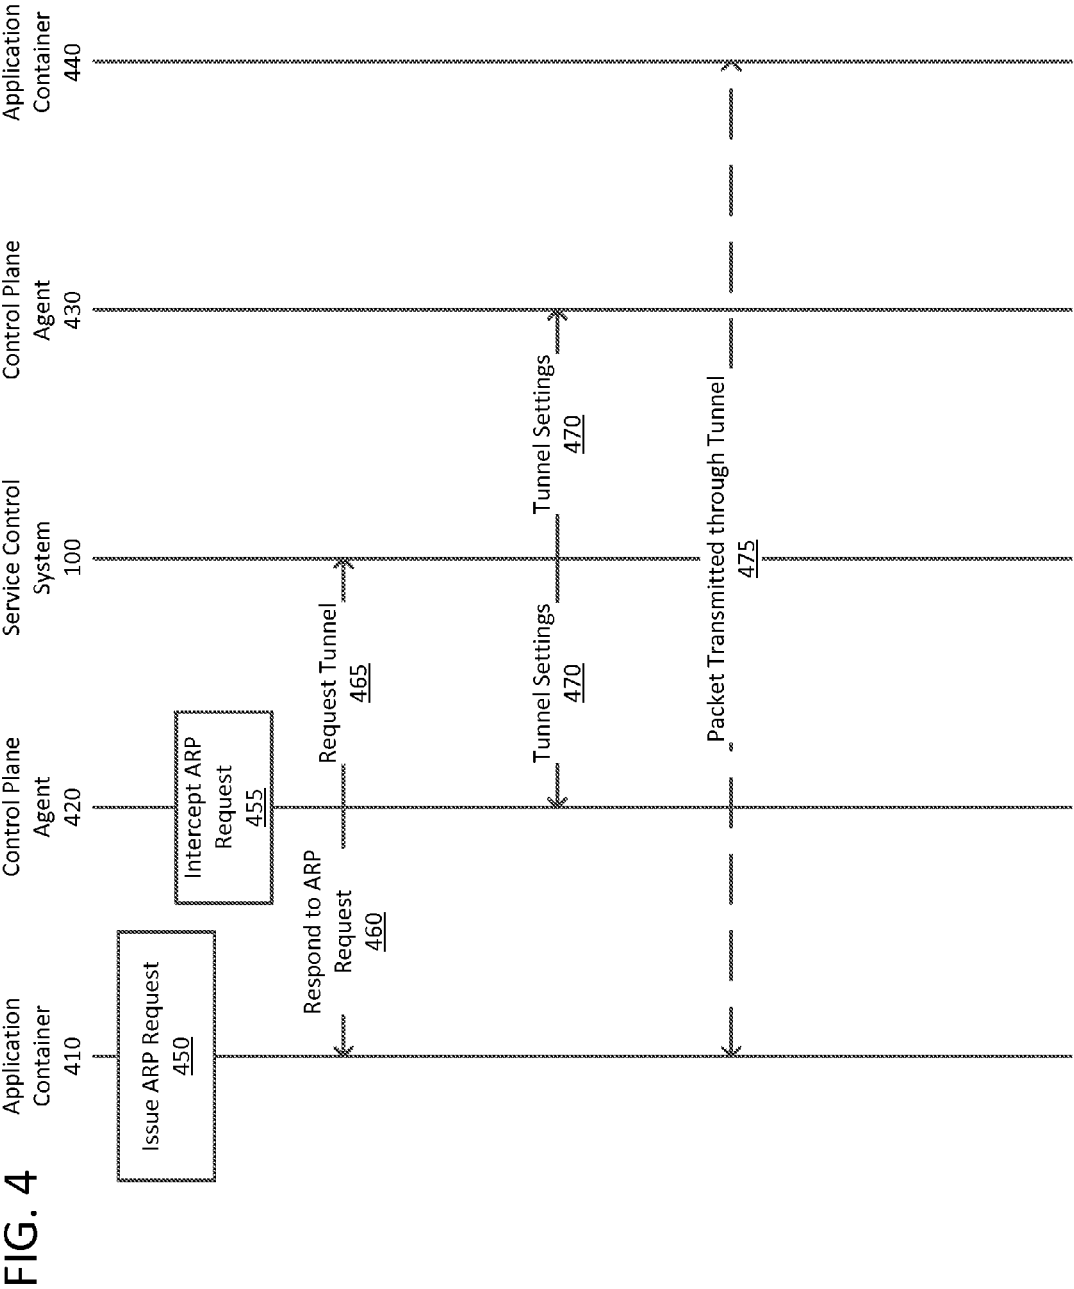 FIG. 4
Application
Container
410
Control Plane
Agent
420
Service Control
System
100
Control Plane
Agent
430
Application
Container
440
Issue ARP Request
450
Intercept ARP
Request
455
Respond to ARP
Request
460
Request Tunnel
465
Tunnel Settings
470
Tunnel Settings
470
Packet Transmitted through Tunnel
475